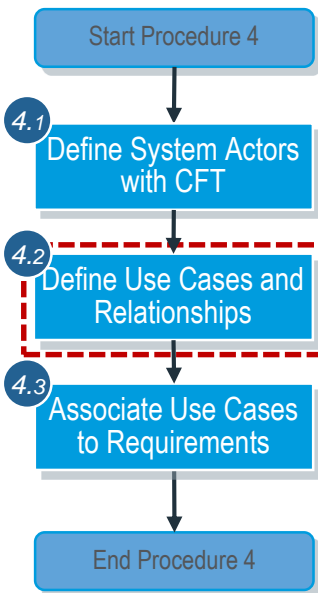 Start Procedure 4
4.1
Define System Actors
with CFT
4.2
Define Use Cases and
Relationships
4.3
Associate Use Cases
to Requirements
End Procedure 4